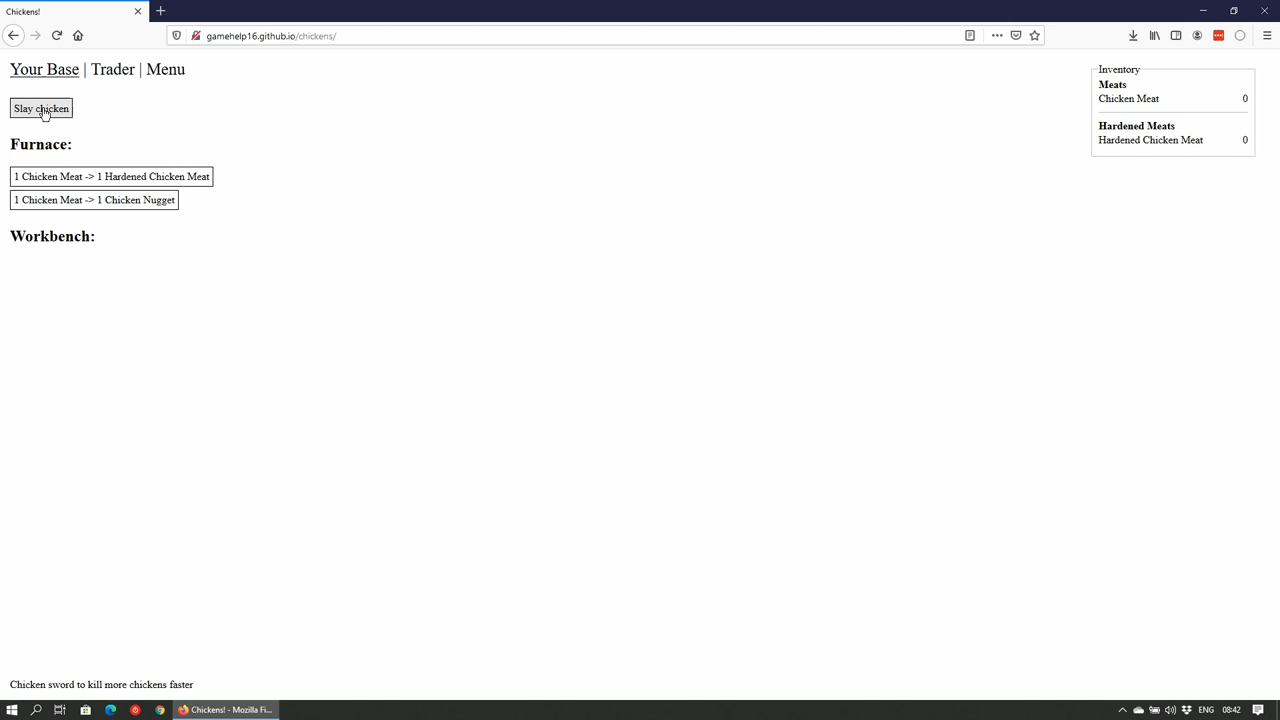 Chickens!
gamehelp16.github.io/chickens/
Your Base | Trader | Menu
Slay chicken
Furnace:
1 Chicken Meat -> 1 Hardened Chicken Meat
1 Chicken Meat -> 1 Chicken Nugget
Workbench:
Inventory
Meats
Chicken Meat 0
Hardened Meats
Hardened Chicken Meat 0
Chicken sword to kill more chickens faster
Chickens! - Mozilla Fi...
ENG
08:42